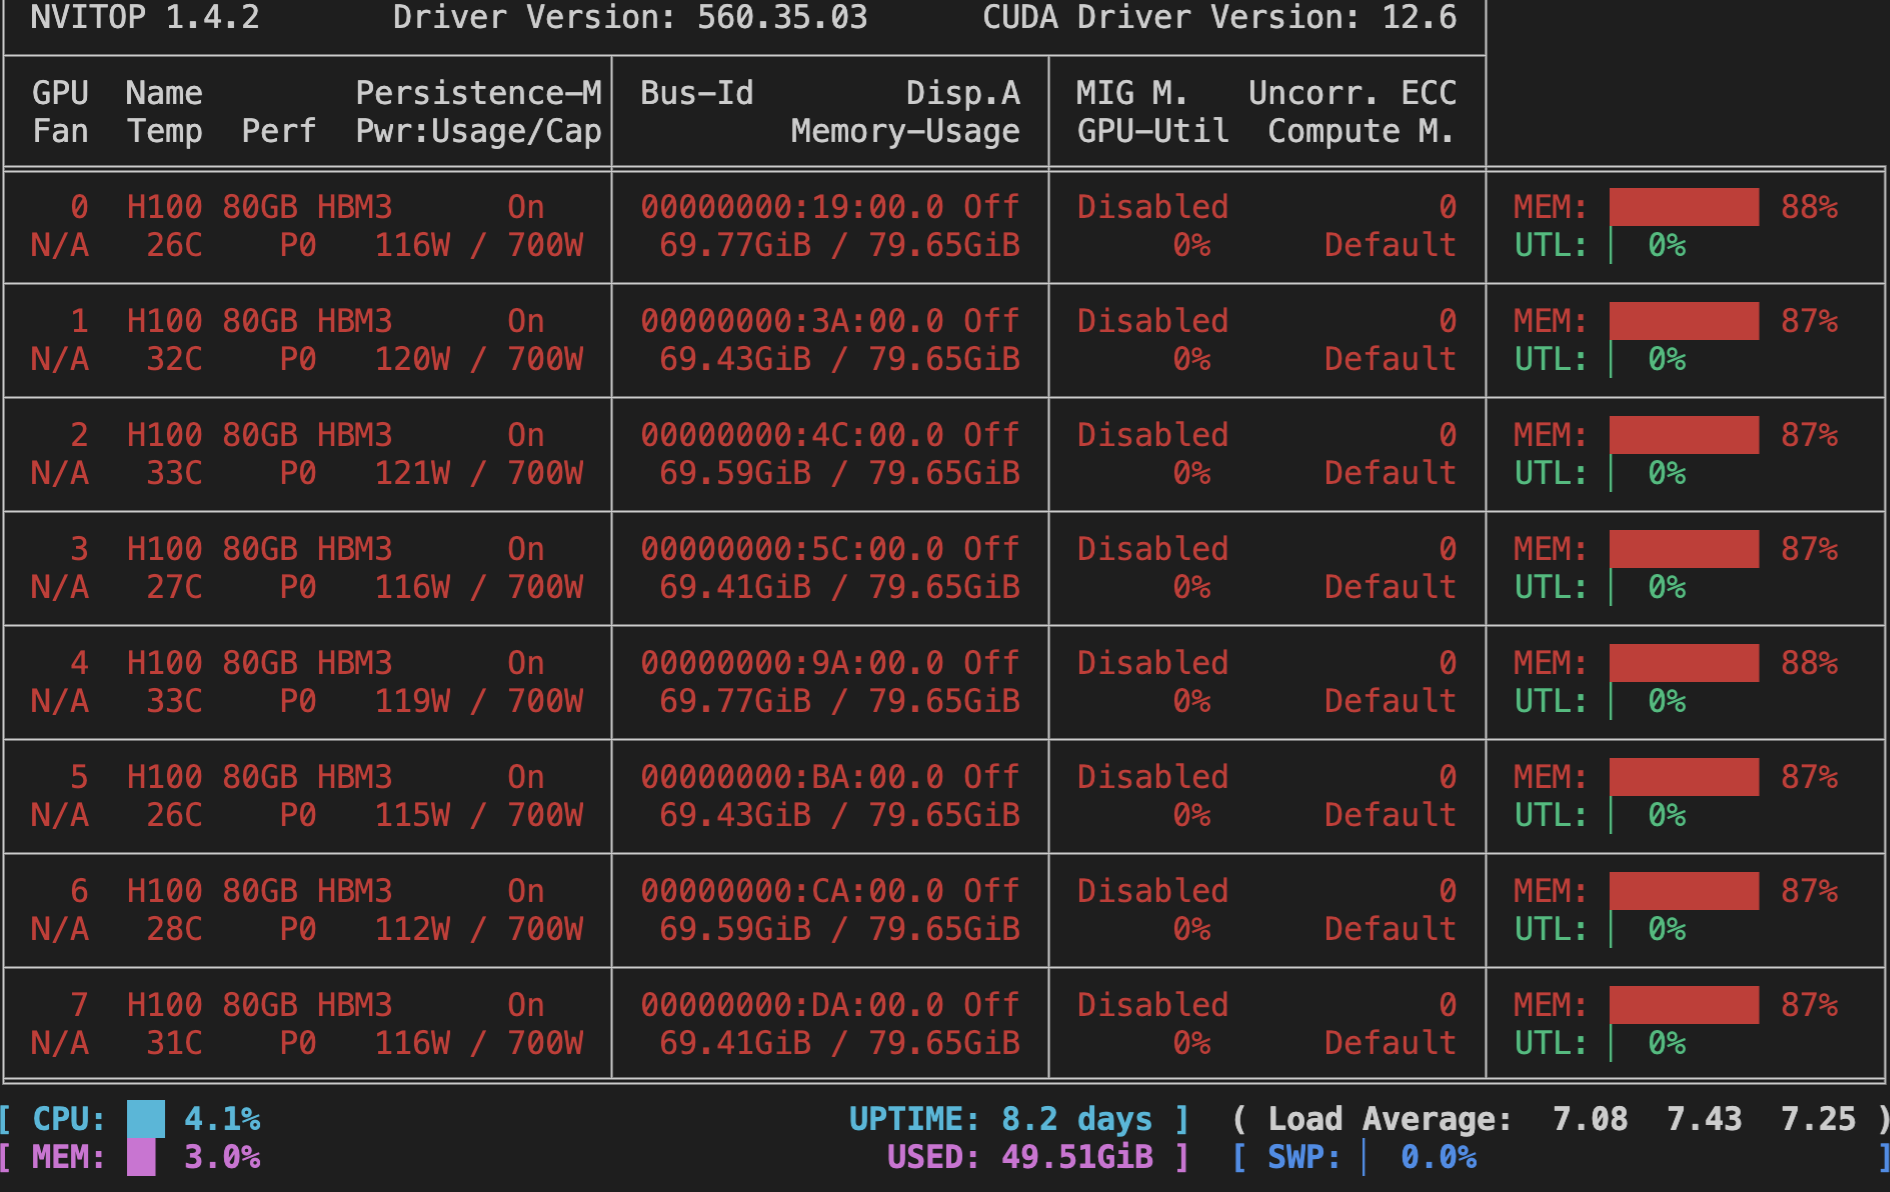 NVITOP 1.4.2 Driver Version: 560.35.03 CUDA Driver Version: 12.6
GPU Name Persistence-M Bus-Id Disp.A MIG M. Uncorr. ECC
Fan Temp Perf Pwr:Usage/Cap Memory-Usage GPU-Util Compute M.
0 H100 80GB HBM3 On 00000000:19:00.0 Off Disabled 0 MEM: 88%
N/A 26C P0 116W / 700W 69.77GiB / 79.65GiB 0% Default UTL: 0%
1 H100 80GB HBM3 On 00000000:3A:00.0 Off Disabled 0 MEM: 87%
N/A 32C P0 120W / 700W 69.43GiB / 79.65GiB 0% Default UTL: 0%
2 H100 80GB HBM3 On 00000000:4C:00.0 Off Disabled 0 MEM: 87%
N/A 33C P0 121W / 700W 69.59GiB / 79.65GiB 0% Default UTL: 0%
3 H100 80GB HBM3 On 00000000:5C:00.0 Off Disabled 0 MEM: 87%
N/A 27C P0 116W / 700W 69.41GiB / 79.65GiB 0% Default UTL: 0%
4 H100 80GB HBM3 On 00000000:9A:00.0 Off Disabled 0 MEM: 88%
N/A 33C P0 119W / 700W 69.77GiB / 79.65GiB 0% Default UTL: 0%
5 H100 80GB HBM3 On 00000000:BA:00.0 Off Disabled 0 MEM: 87%
N/A 26C P0 115W / 700W 69.43GiB / 79.65GiB 0% Default UTL: 0%
6 H100 80GB HBM3 On 00000000:CA:00.0 Off Disabled 0 MEM: 87%
N/A 28C P0 112W / 700W 69.59GiB / 79.65GiB 0% Default UTL: 0%
7 H100 80GB HBM3 On 00000000:DA:00.0 Off Disabled 0 MEM: 87%
N/A 31C P0 116W / 700W 69.41GiB / 79.65GiB 0% Default UTL: 0%
[ CPU: 4.1% UPTIME: 8.2 days ] ( Load Average: 7.08 7.43 7.25 )
[ MEM: 3.0% USED: 49.51GiB ] [ SWP: 0.0% ]